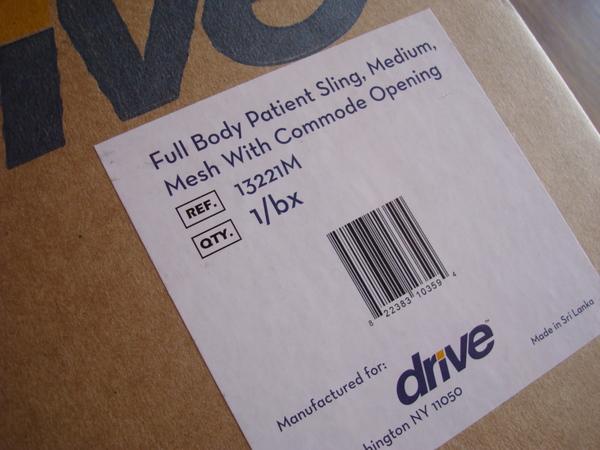 ive
Full Body Patient Sling, Medium,
Mesh With Commode Opening
REF. 13221M
QTY. 1/bx
8 22383 10359 4
Manufactured for: drive™
hington NY 11050
Made in Sri Lanka